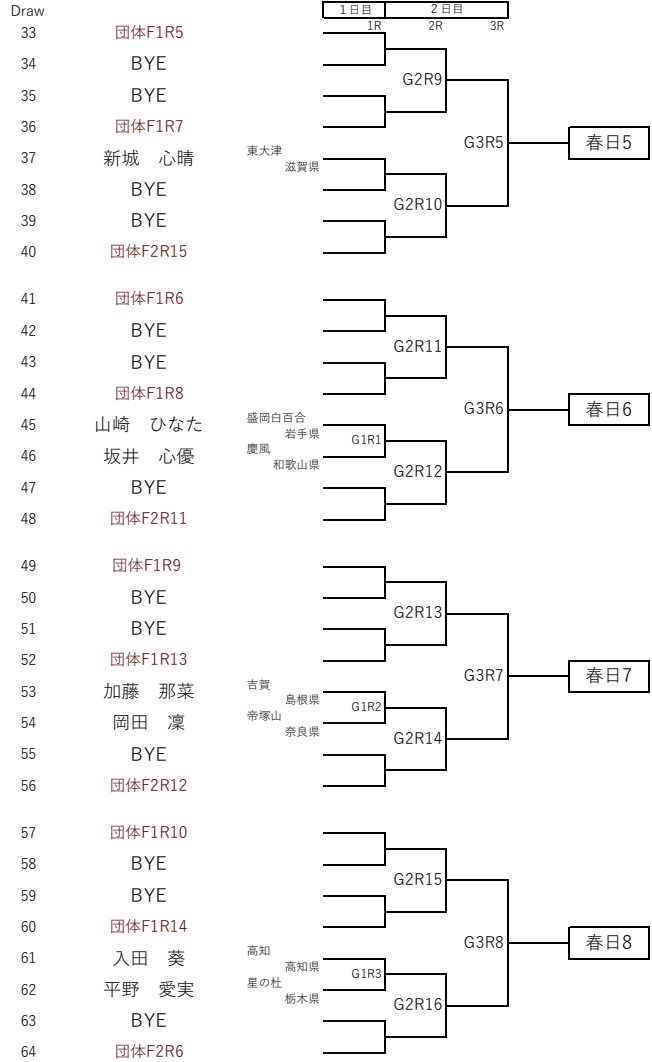 Draw
1日目 2日目
1R 2R 3R
33 団体F1R5
34 BYE
G2R9
35 BYE
36 団体F1R7
G3R5 春日5
37 新城 心晴 東大津 滋賀県
38 BYE
G2R10
39 BYE
40 団体F2R15
41 団体F1R6
42 BYE
G2R11
43 BYE
44 団体F1R8
G3R6 春日6
45 山崎 ひなた 盛岡白百合 岩手県
G1R1
46 坂井 心優 慶風 和歌山県
G2R12
47 BYE
48 団体F2R11
49 団体F1R9
50 BYE
G2R13
51 BYE
52 団体F1R13
G3R7 春日7
53 加藤 那菜 吉賀 島根県
G1R2
54 岡田 凜 帝塚山 奈良県
G2R14
55 BYE
56 団体F2R12
57 団体F1R10
58 BYE
G2R15
59 BYE
60 団体F1R14
G3R8 春日8
61 入田 葵 高知 高知県
G1R3
62 平野 愛実 星の杜 栃木県
G2R16
63 BYE
64 団体F2R6